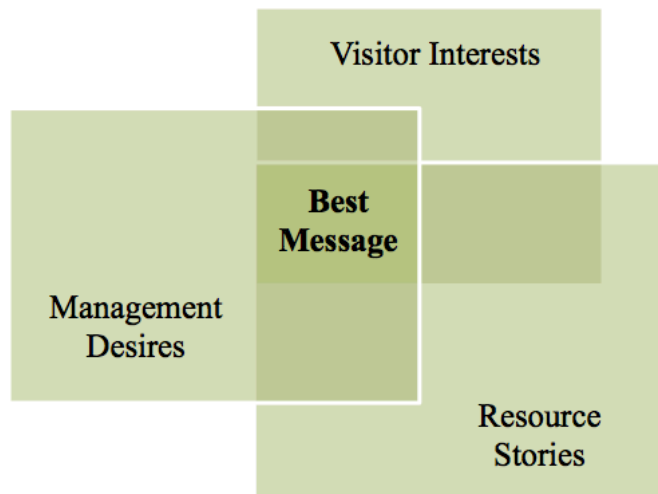 Visitor Interests
Best
Message
Management
Desires
Resource
Stories